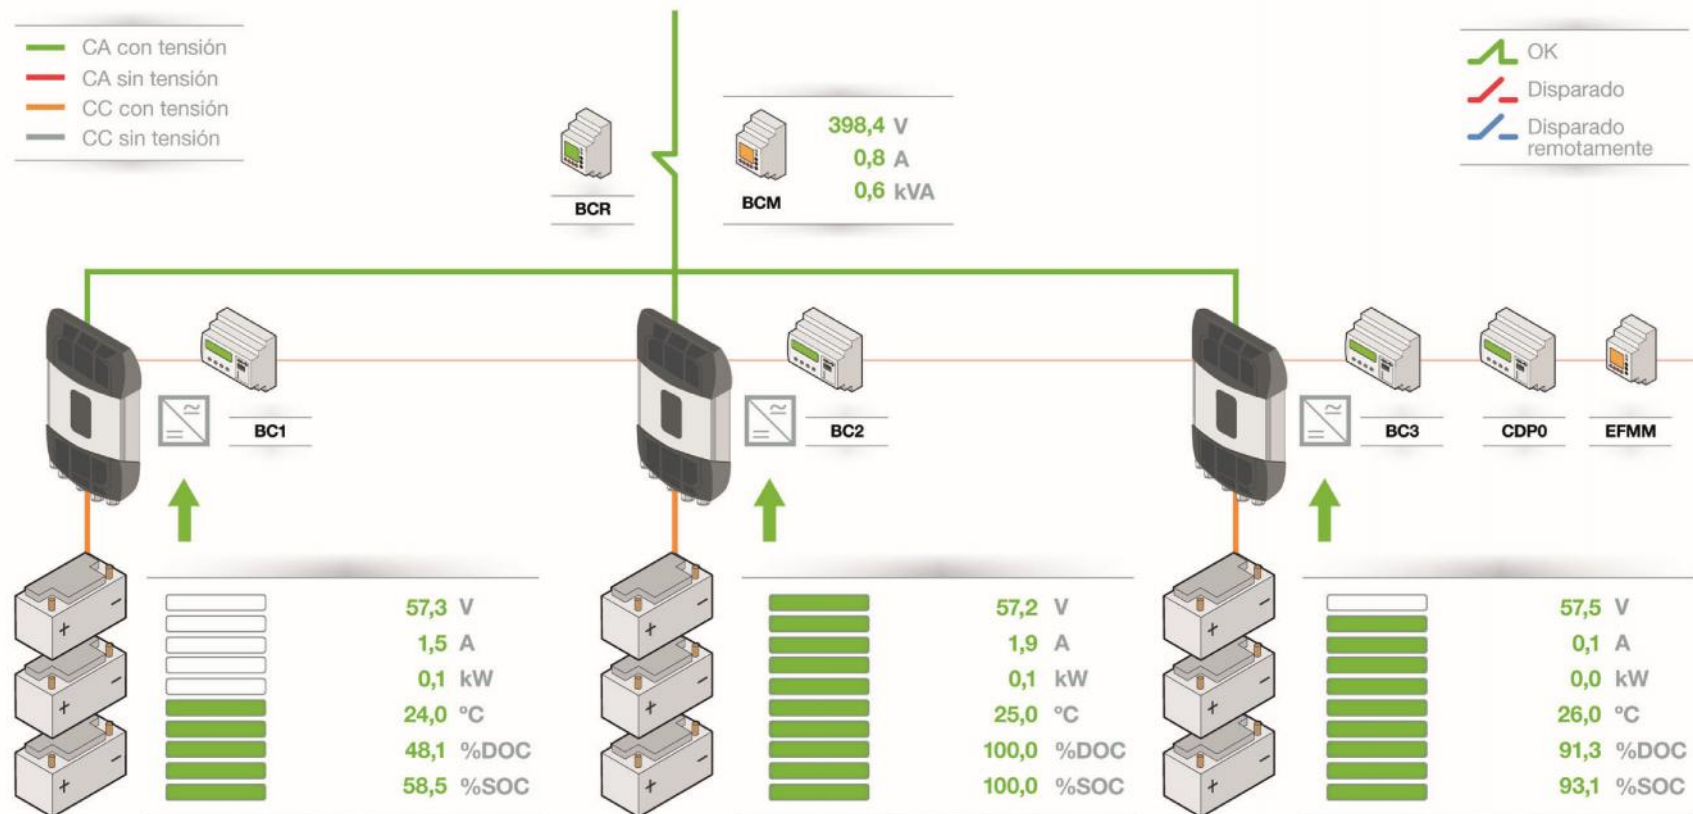 CA con tensión
CA sin tensión
CC con tensión
CC sin tensión
BCR
BCM
398,4 V
0,8 A
0,6 kVA
OK
Disparado
Disparado
remotamente
BC1
BC2
BC3
CDP0
EFMM
57,3 V
1,5 A
0,1 kW
24,0 ºC
48,1 %DOC
58,5 %SOC
57,2 V
1,9 A
0,1 kW
25,0 ºC
100,0 %DOC
100,0 %SOC
57,5 V
0,1 A
0,0 kW
26,0 ºC
91,3 %DOC
93,1 %SOC